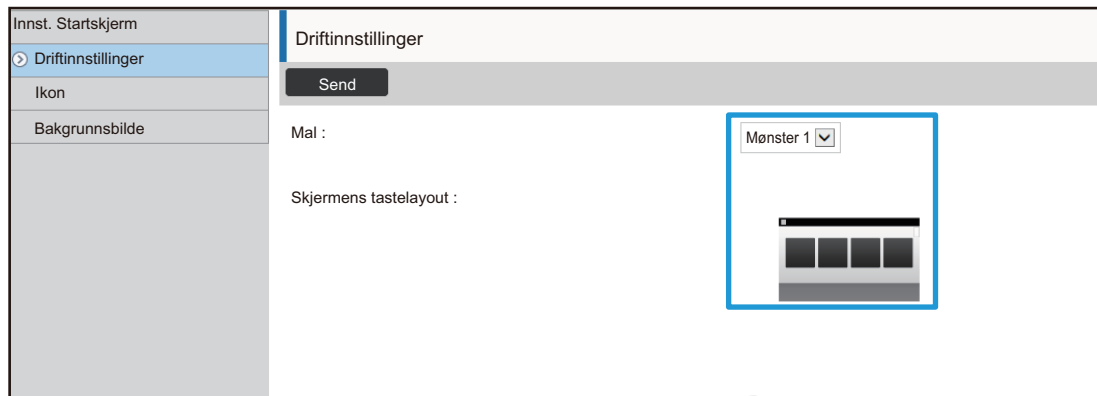 Innst. Startskjerm
Driftinnstillinger
Ikon
Bakgrunnsbilde
Driftinnstillinger
Send
Mal :
Mønster 1
Skjermens tastelayout :